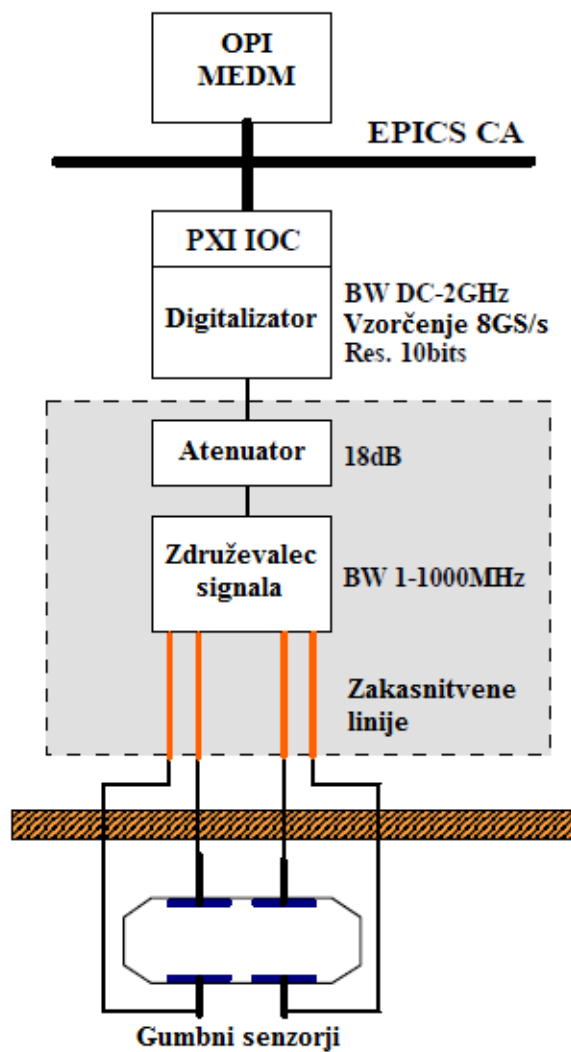 OPI
MEDM
EPICS CA
PXI IOC
Digitalizator
BW DC-2GHz
Vzorčenje 8GS/s
Res. 10bits
Atenuator
18dB
Združevalec
signala
BW 1-1000MHz
Zakasnitvene
linije
Gumbni senzorji